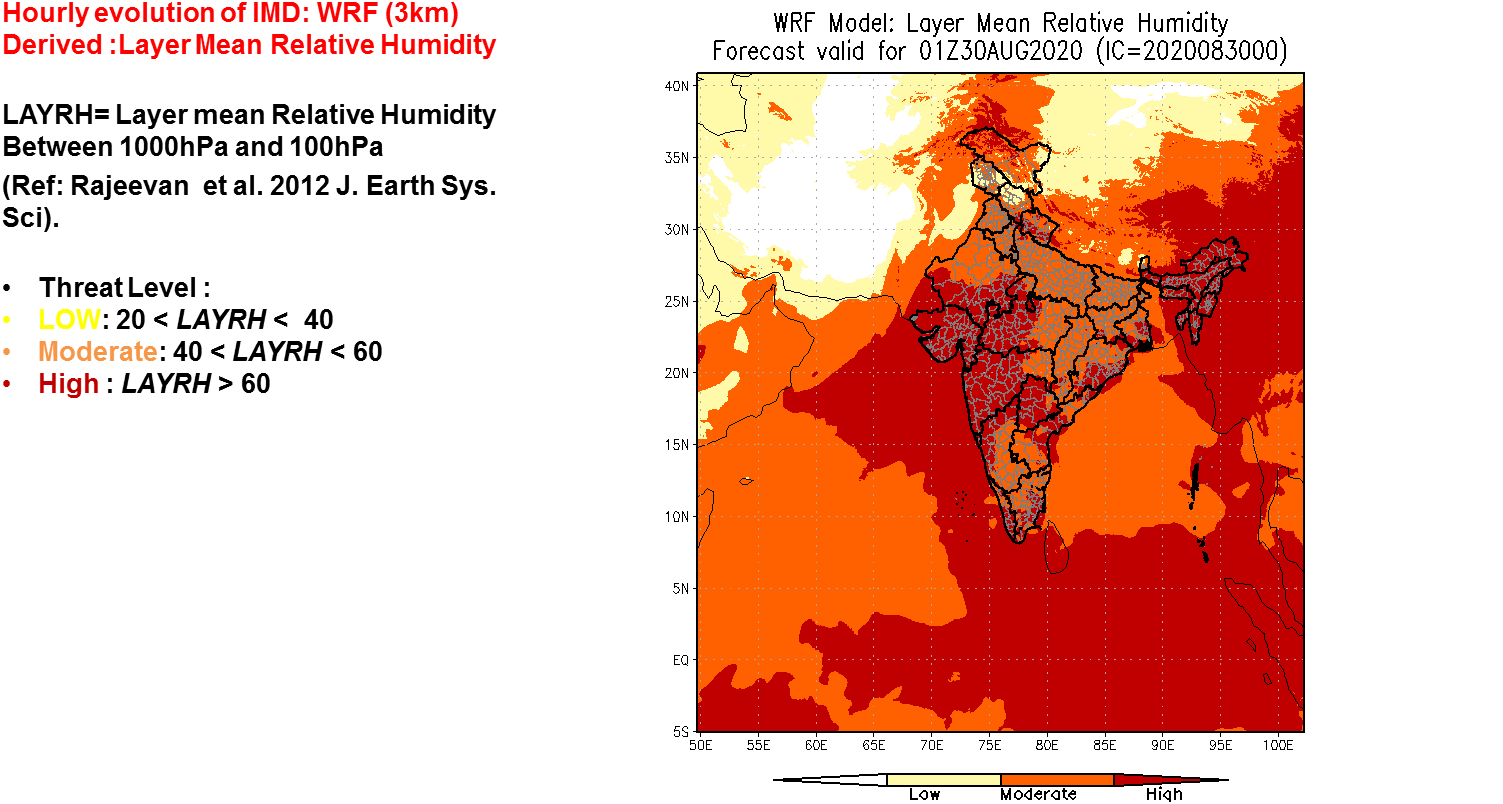 Hourly evolution of IMD: WRF (3km)
Derived :Layer Mean Relative Humidity
LAYRH= Layer mean Relative Humidity
Between 1000hPa and 100hPa
(Ref: Rajeevan et al. 2012 J. Earth Sys.
Sci).
• Threat Level :
• LOW: 20 < LAYRH < 40
• Moderate: 40 < LAYRH < 60
• High : LAYRH > 60
WRF Model: Layer Mean Relative Humidity
Forecast valid for 01Z30AUG2020 (IC=2020083000)
40N
35N
30N
25N
20N
15N
10N
5N
EQ
5S
50E 55E 60E 65E 70E 75E 80E 85E 90E 95E 100E
Low Moderate High